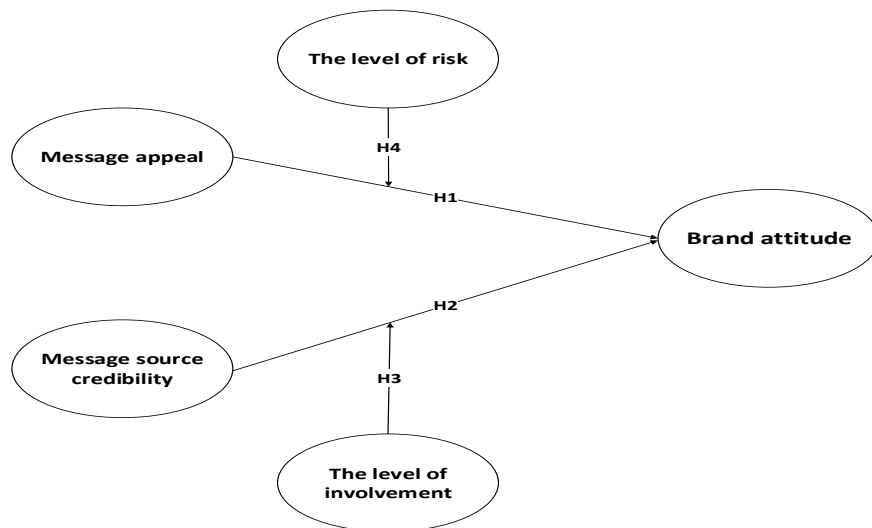 The level of risk
H4
Message appeal
H1
Brand attitude
H2
Message source
credibility
H3
The level of
involvement